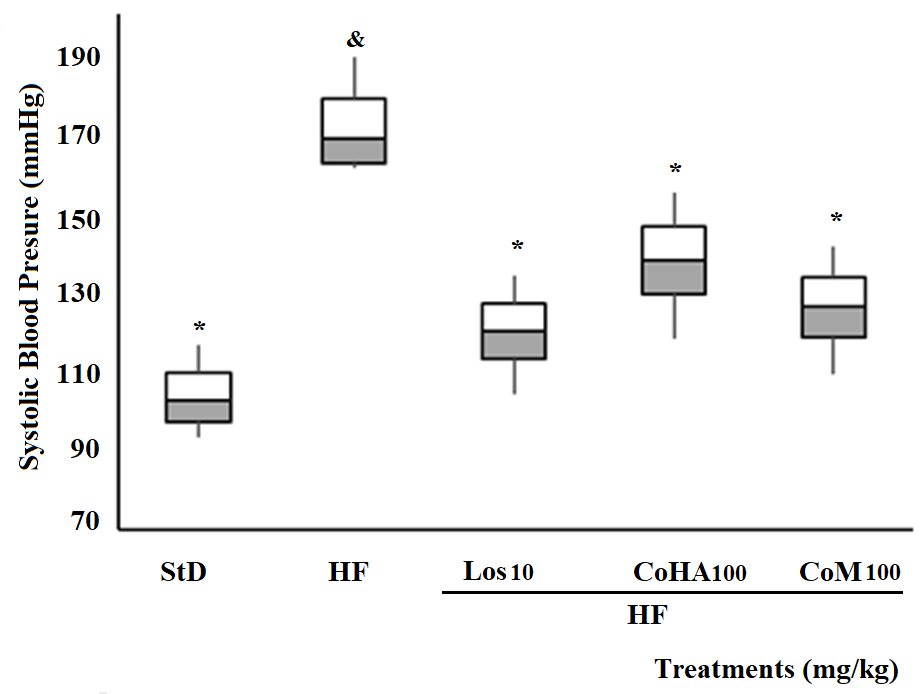 Systolic Blood Presure (mmHg)
190
170
150
130
110
90
70
&
*
*
*
*
StD
HF
Los10
CoHA100
CoM100
HF
Treatments (mg/kg)